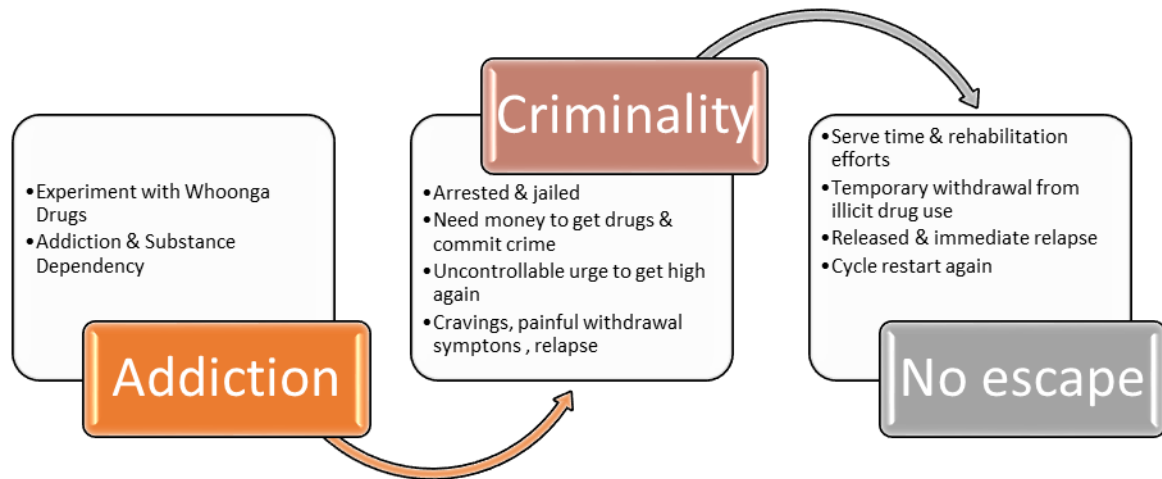 •Experiment with Whoonga
Drugs
•Addiction & Substance
Dependency
Addiction
Criminality
•Arrested & jailed
•Need money to get drugs &
commit crime
•Uncontrollable urge to get high
again
•Cravings, painful withdrawal
symptons , relapse
•Serve time & rehabilitation
efforts
•Temporary withdrawal from
illicit drug use
•Released & immediate relapse
•Cycle restart again
No escape